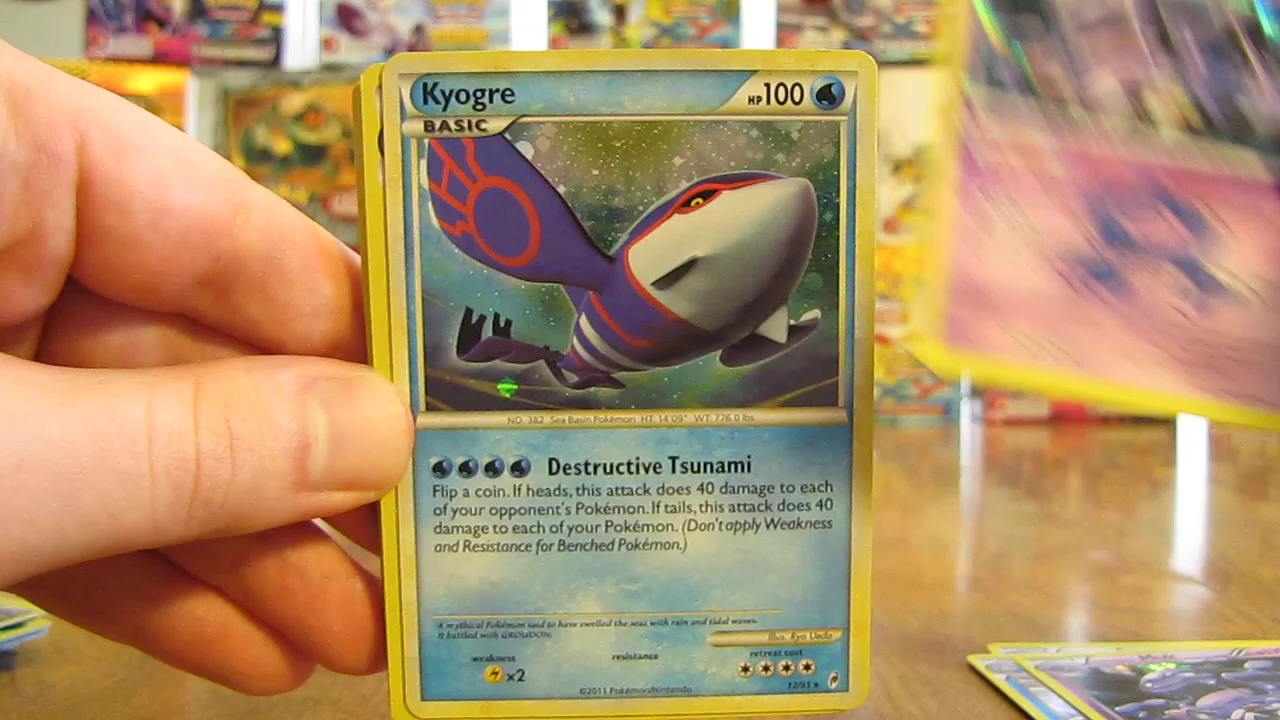 Kyogre HP100
BASIC
NO. 382 Sea Basin Pokémon HT: 14'09" WT: 776.0 lbs.
Destructive Tsunami
Flip a coin. If heads, this attack does 40 damage to each
of your opponent's Pokémon. If tails, this attack does 40
damage to each of your Pokémon. (Don't apply Weakness
and Resistance for Benched Pokémon.)
A mythical Pokémon said to have swelled the seas with rain and tidal waves.
It battled with GROUDON.
Illus. Ryo Ueda
weakness resistance retreat cost
×2
©2011 Pokémon/Nintendo 12/95